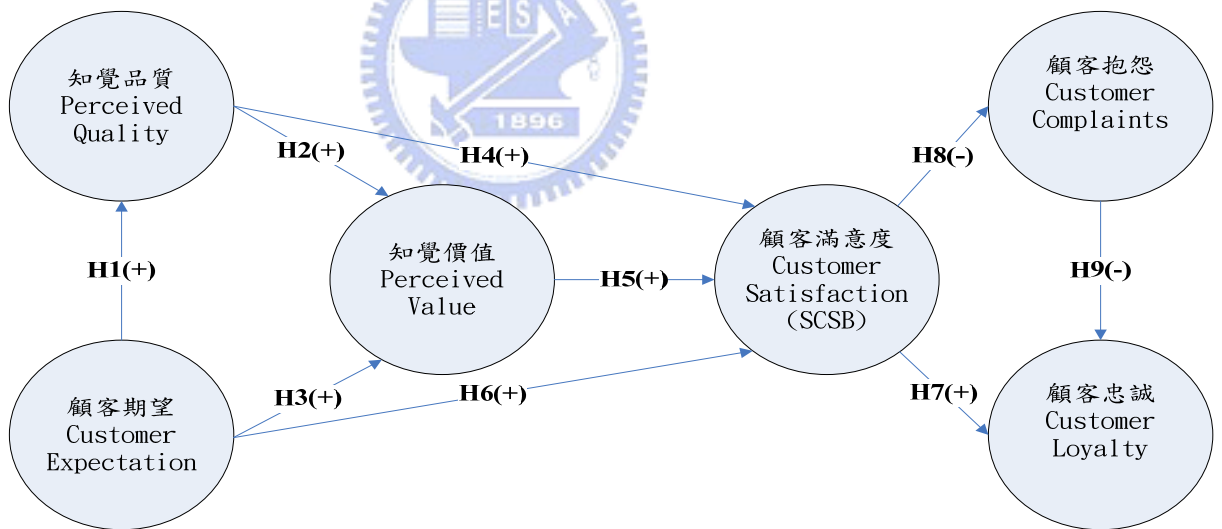 知覺品質
Perceived
Quality
顧客抱怨
Customer
Complaints
E S A
1896
H2(+)
H4(+)
H8(-)
知覺價值
Perceived
Value
顧客滿意度
Customer
Satisfaction
(SCSB)
H1(+)
H5(+)
H9(-)
H3(+)
H6(+)
H7(+)
顧客期望
Customer
Expectation
顧客忠誠
Customer
Loyalty